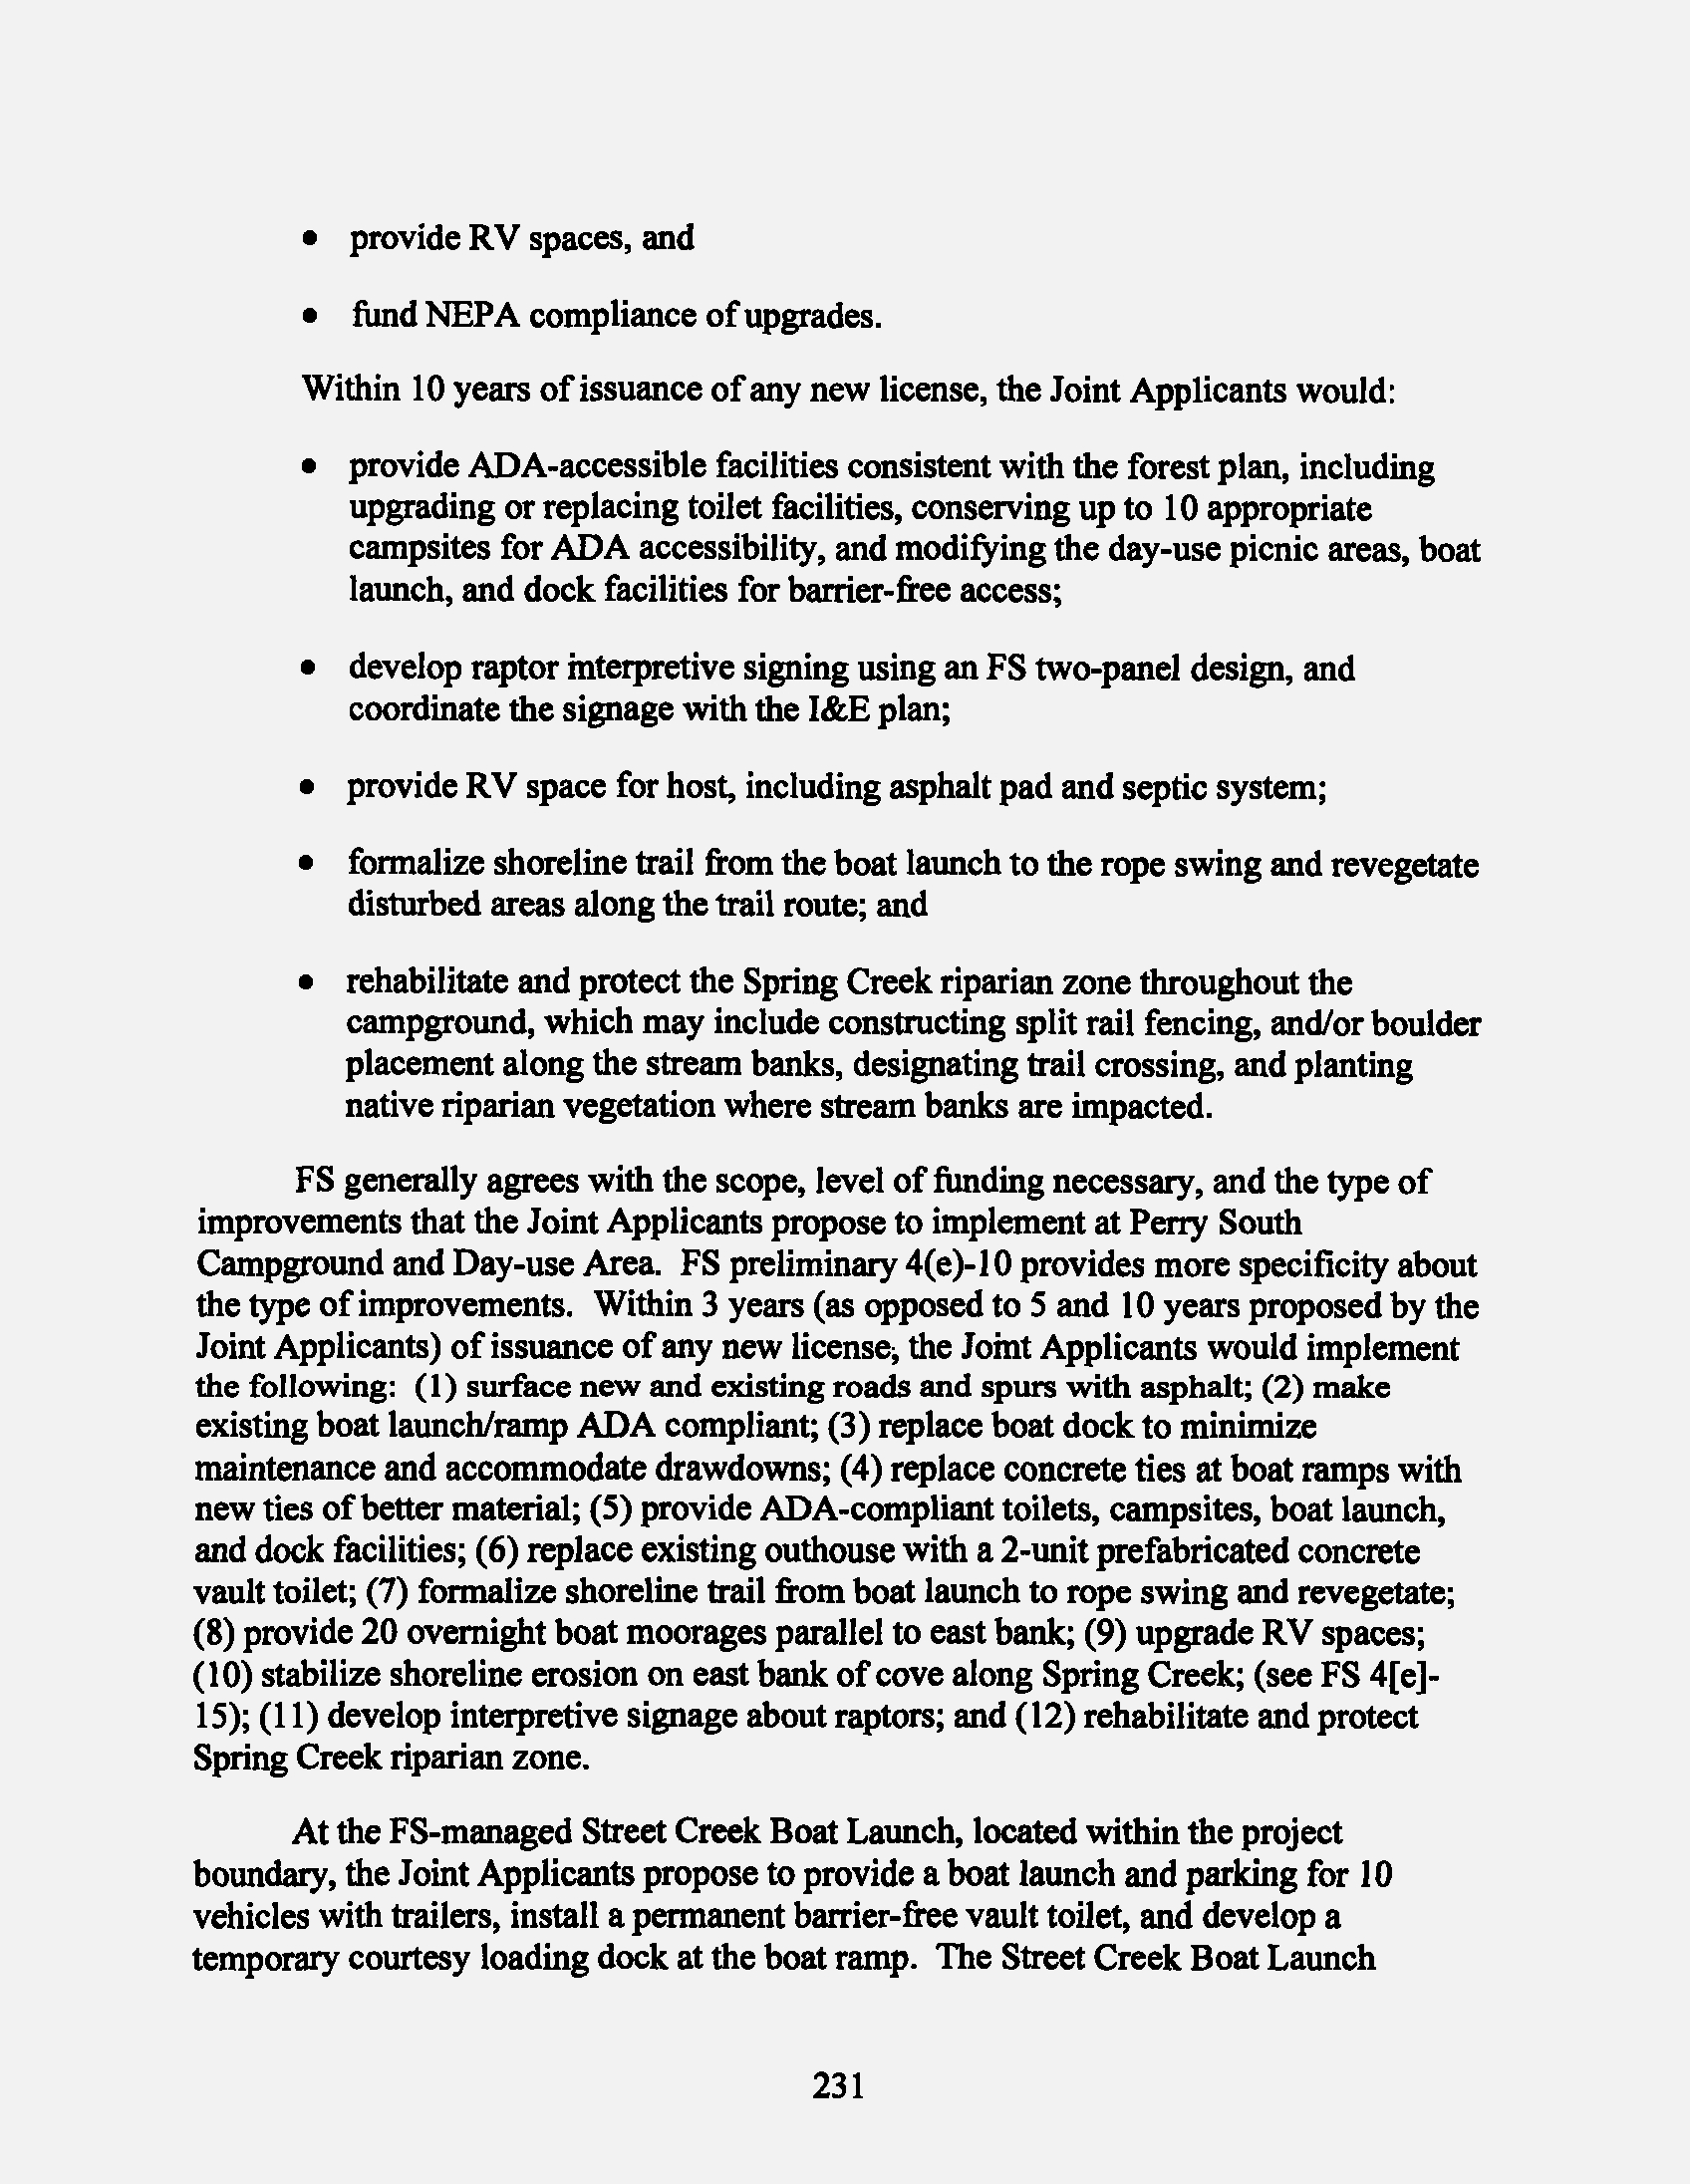 • provide RV spaces, and
• fund NEPA compliance of upgrades.
Within 10 years of issuance of any new license, the Joint Applicants would:
• provide ADA-accessible facilities consistent with the forest plan, including
upgrading or replacing toilet facilities, conserving up to 10 appropriate
campsites for ADA accessibility, and modifying the day-use picnic areas, boat
launch, and dock facilities for barrier-free access;
• develop raptor interpretive signing using an FS two-panel design, and
coordinate the signage with the I&E plan;
• provide RV space for host, including asphalt pad and septic system;
• formalize shoreline trail from the boat launch to the rope swing and revegetate
disturbed areas along the trail route; and
• rehabilitate and protect the Spring Creek riparian zone throughout the
campground, which may include constructing split rail fencing, and/or boulder
placement along the stream banks, designating trail crossing, and planting
native riparian vegetation where stream banks are impacted.
FS generally agrees with the scope, level of funding necessary, and the type of
improvements that the Joint Applicants propose to implement at Perry South
Campground and Day-use Area. FS preliminary 4(e)-10 provides more specificity about
the type of improvements. Within 3 years (as opposed to 5 and 10 years proposed by the
Joint Applicants) of issuance of any new license, the Joint Applicants would implement
the following: (1) surface new and existing roads and spurs with asphalt; (2) make
existing boat launch/ramp ADA compliant; (3) replace boat dock to minimize
maintenance and accommodate drawdowns; (4) replace concrete ties at boat ramps with
new ties of better material; (5) provide ADA-compliant toilets, campsites, boat launch,
and dock facilities; (6) replace existing outhouse with a 2-unit prefabricated concrete
vault toilet; (7) formalize shoreline trail from boat launch to rope swing and revegetate;
(8) provide 20 overnight boat moorages parallel to east bank; (9) upgrade RV spaces;
(10) stabilize shoreline erosion on east bank of cove along Spring Creek; (see FS 4[e]-
15); (11) develop interpretive signage about raptors; and (12) rehabilitate and protect
Spring Creek riparian zone.
At the FS-managed Street Creek Boat Launch, located within the project
boundary, the Joint Applicants propose to provide a boat launch and parking for 10
vehicles with trailers, install a permanent barrier-free vault toilet, and develop a
temporary courtesy loading dock at the boat ramp. The Street Creek Boat Launch
231